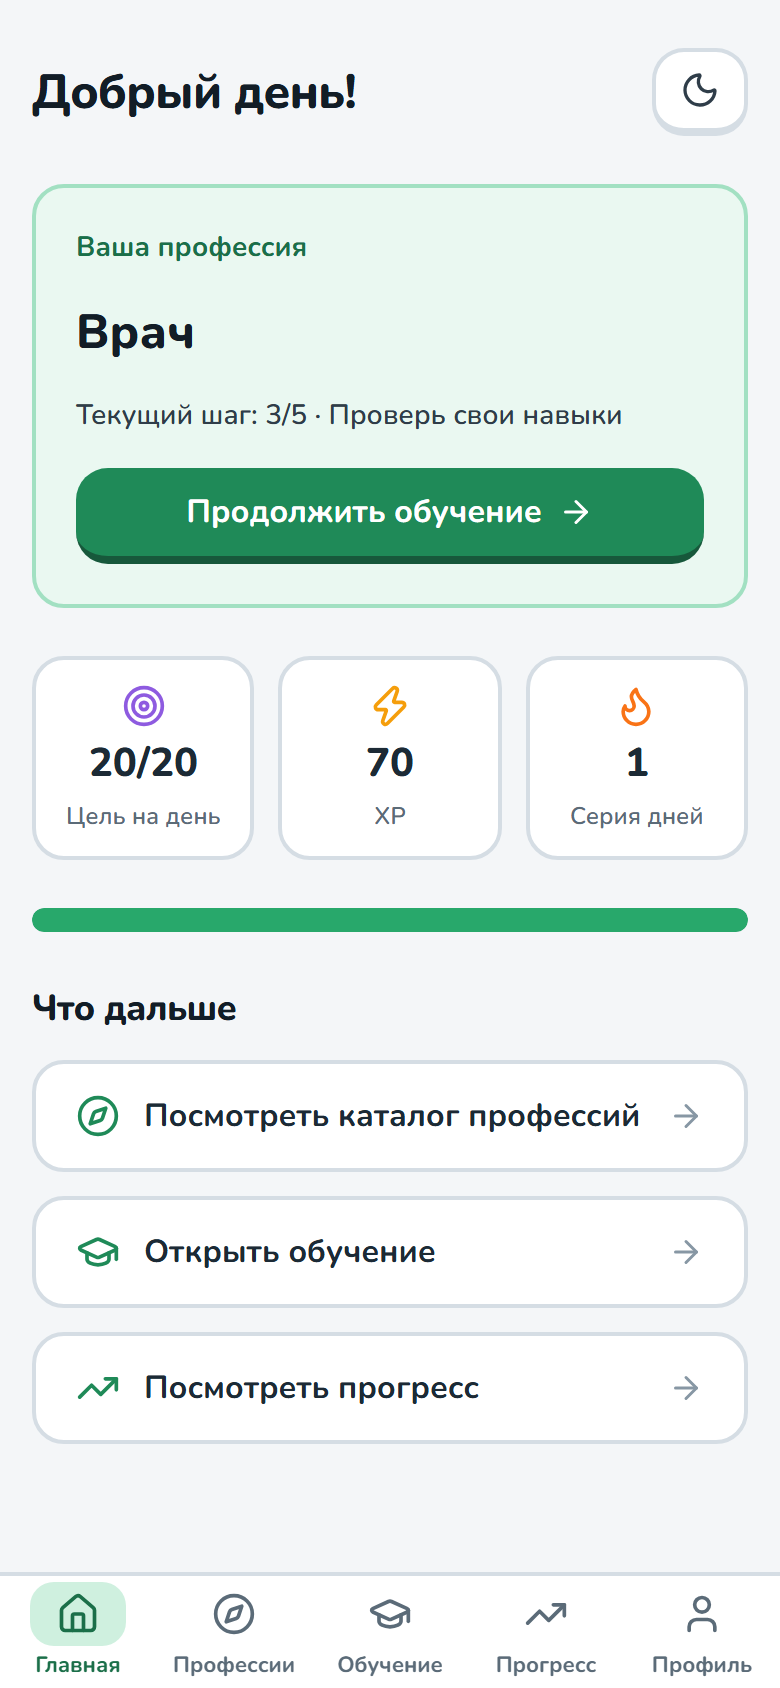 Добрый день!
Ваша профессия
Врач
Текущий шаг: 3/5 · Проверь свои навыки
Продолжить обучение
20/20
Цель на день
70
XP
1
Серия дней
Что дальше
Посмотреть каталог профессий
Открыть обучение
Посмотреть прогресс
Главная
Профессии
Обучение
Прогресс
Профиль